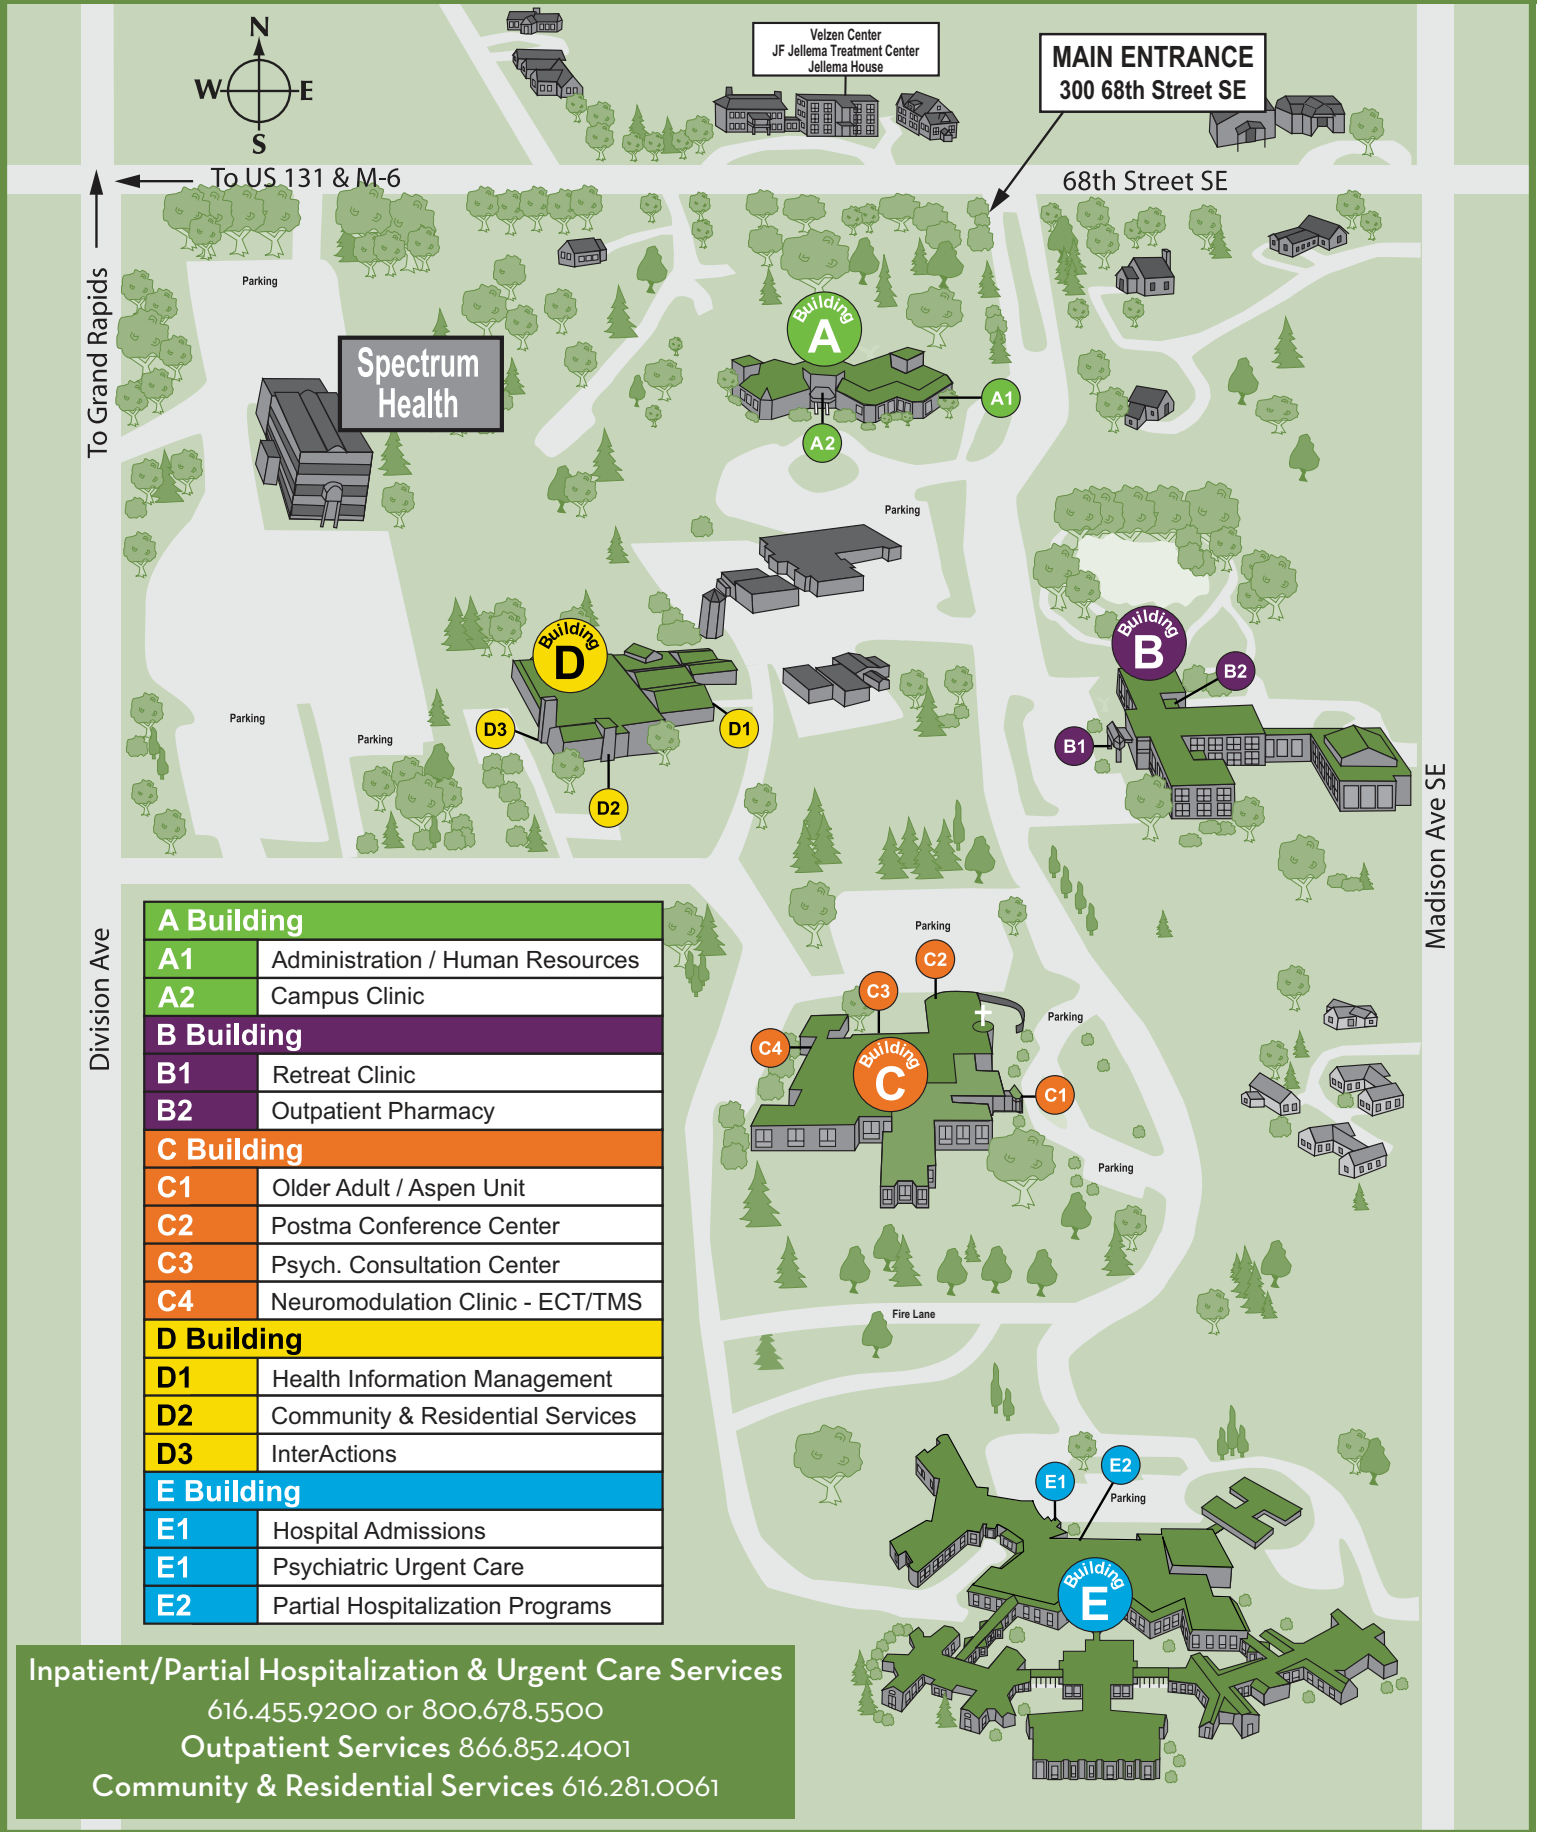 Velzen Center
JF Jellema Treatment Center
Jellema House
MAIN ENTRANCE
300 68th Street SE
N
W
E
S
To US 131 & M-6
68th Street SE
To Grand Rapids
Parking
Building
A
Spectrum
Health
A1
A2
Parking
Building
D
Building
B
B2
D3
D1
B1
Parking
Parking
D2
Madison Ave SE
Division Ave
Parking
C2
C3
Parking
C4
Building
C
C1
Parking
Fire Lane
E1
E2
Parking
Building
E
A Building
A1 Administration / Human Resources
A2 Campus Clinic
B Building
B1 Retreat Clinic
B2 Outpatient Pharmacy
C Building
C1 Older Adult / Aspen Unit
C2 Postma Conference Center
C3 Psych. Consultation Center
C4 Neuromodulation Clinic - ECT/TMS
D Building
D1 Health Information Management
D2 Community & Residential Services
D3 InterActions
E Building
E1 Hospital Admissions
E1 Psychiatric Urgent Care
E2 Partial Hospitalization Programs
Inpatient/Partial Hospitalization & Urgent Care Services
616.455.9200 or 800.678.5500
Outpatient Services 866.852.4001
Community & Residential Services 616.281.0061